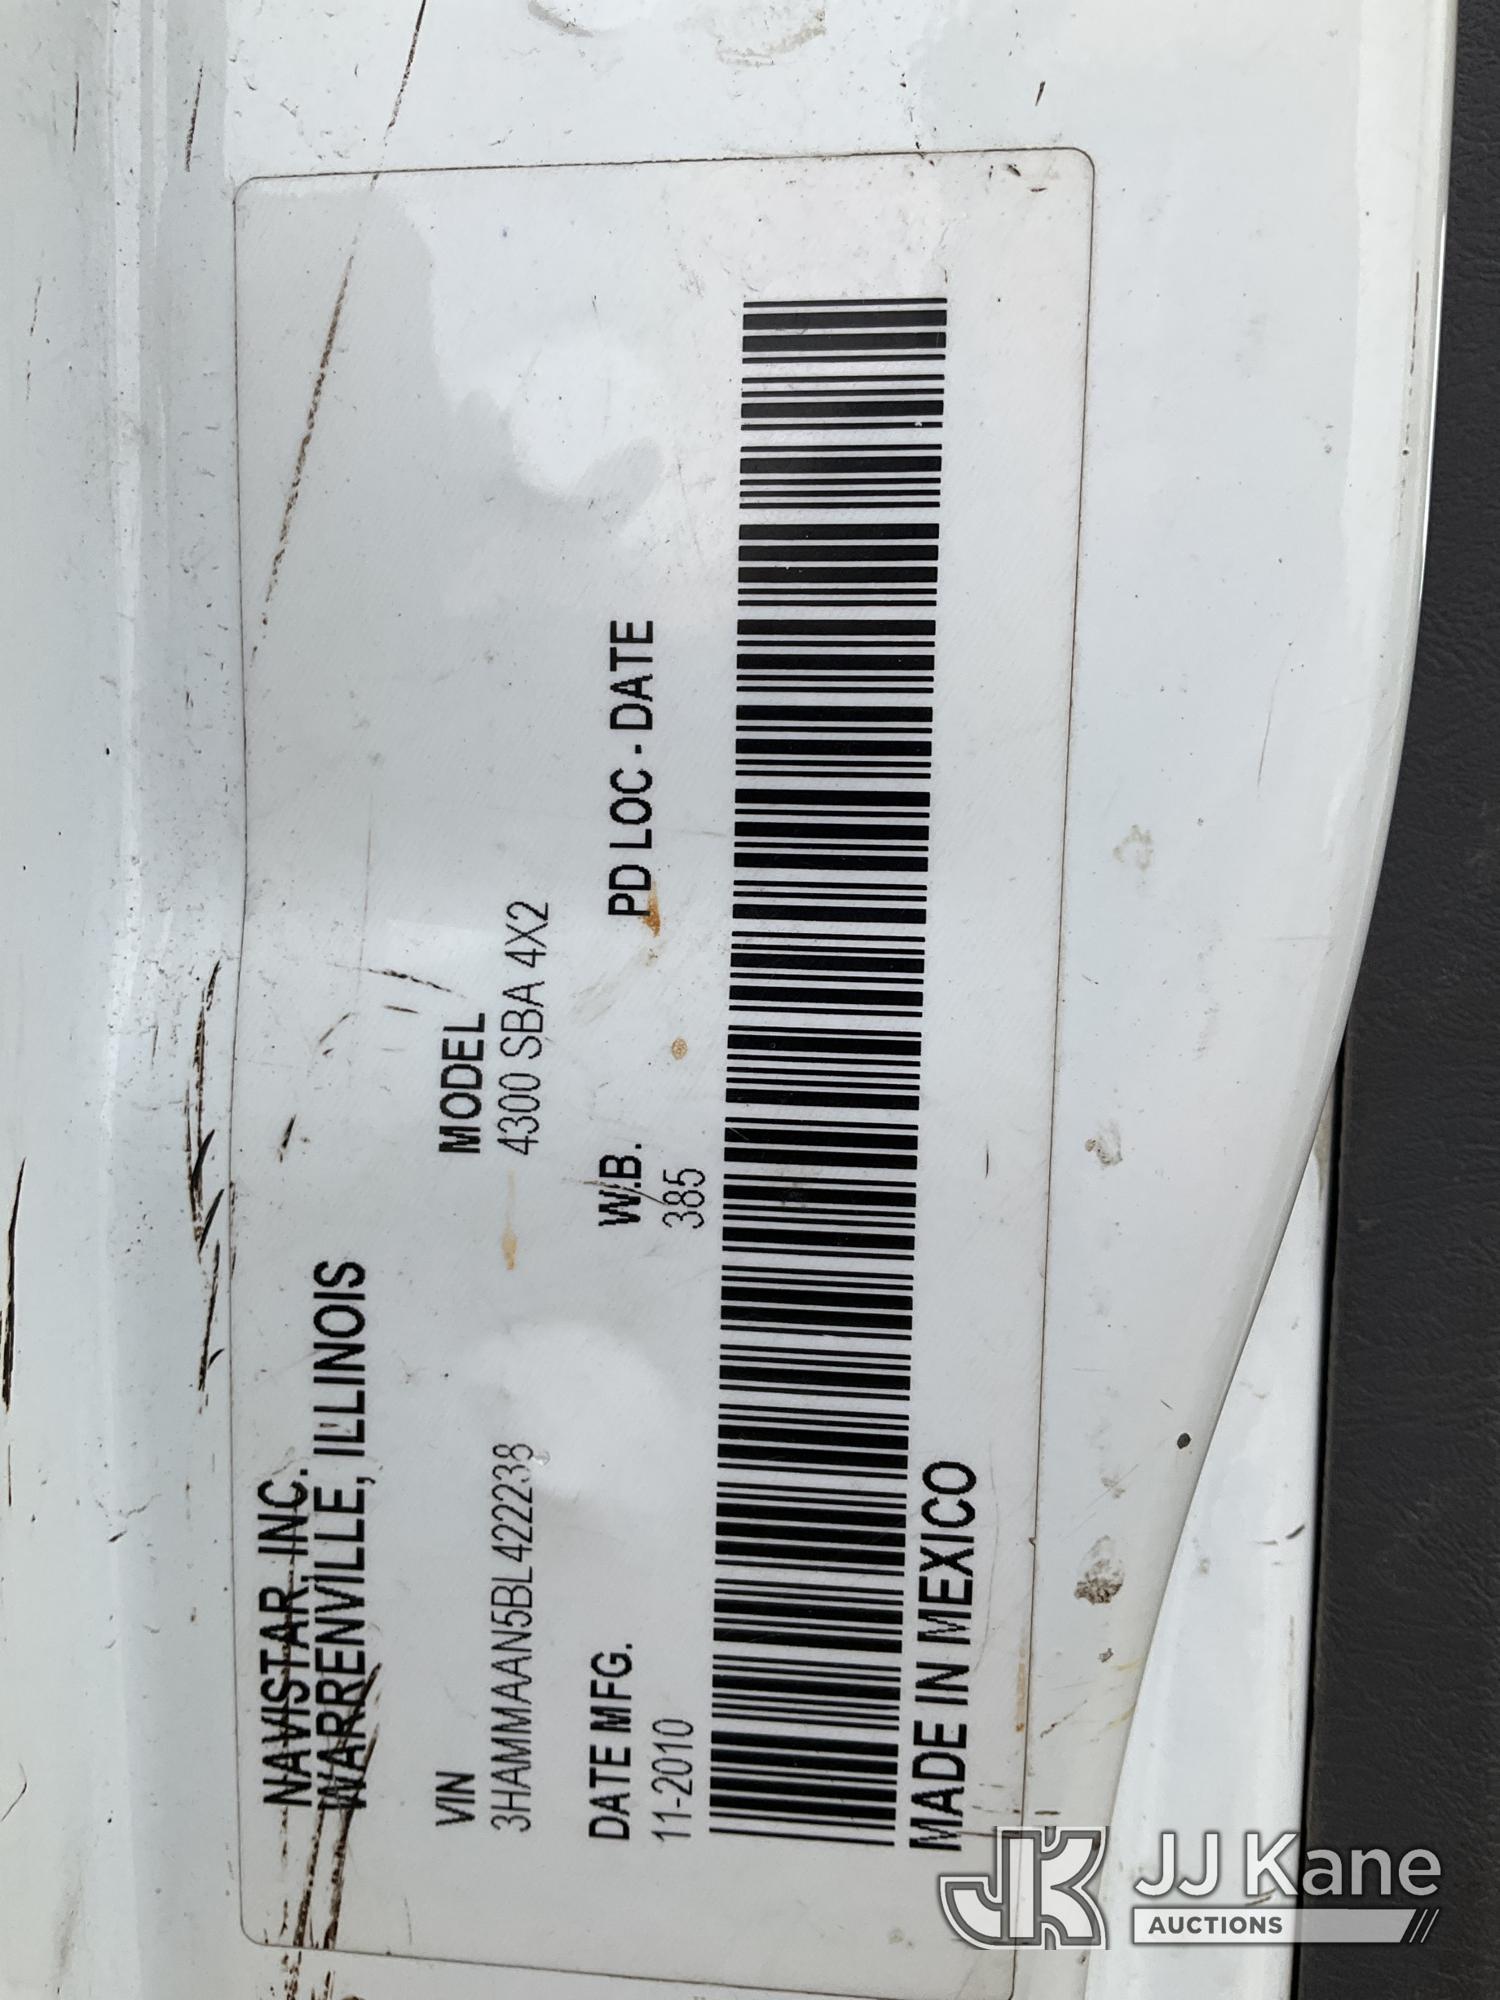 NAVISTAR, INC.
WARRENVILLE, ILLINOIS
VIN MODEL
3HAMMAAN5BL422238 4300 SBA 4X2
DATE MFG. W.B. PD LOC - DATE
11-2010 385
MADE IN MEXICO
JK JJ Kane
AUCTIONS